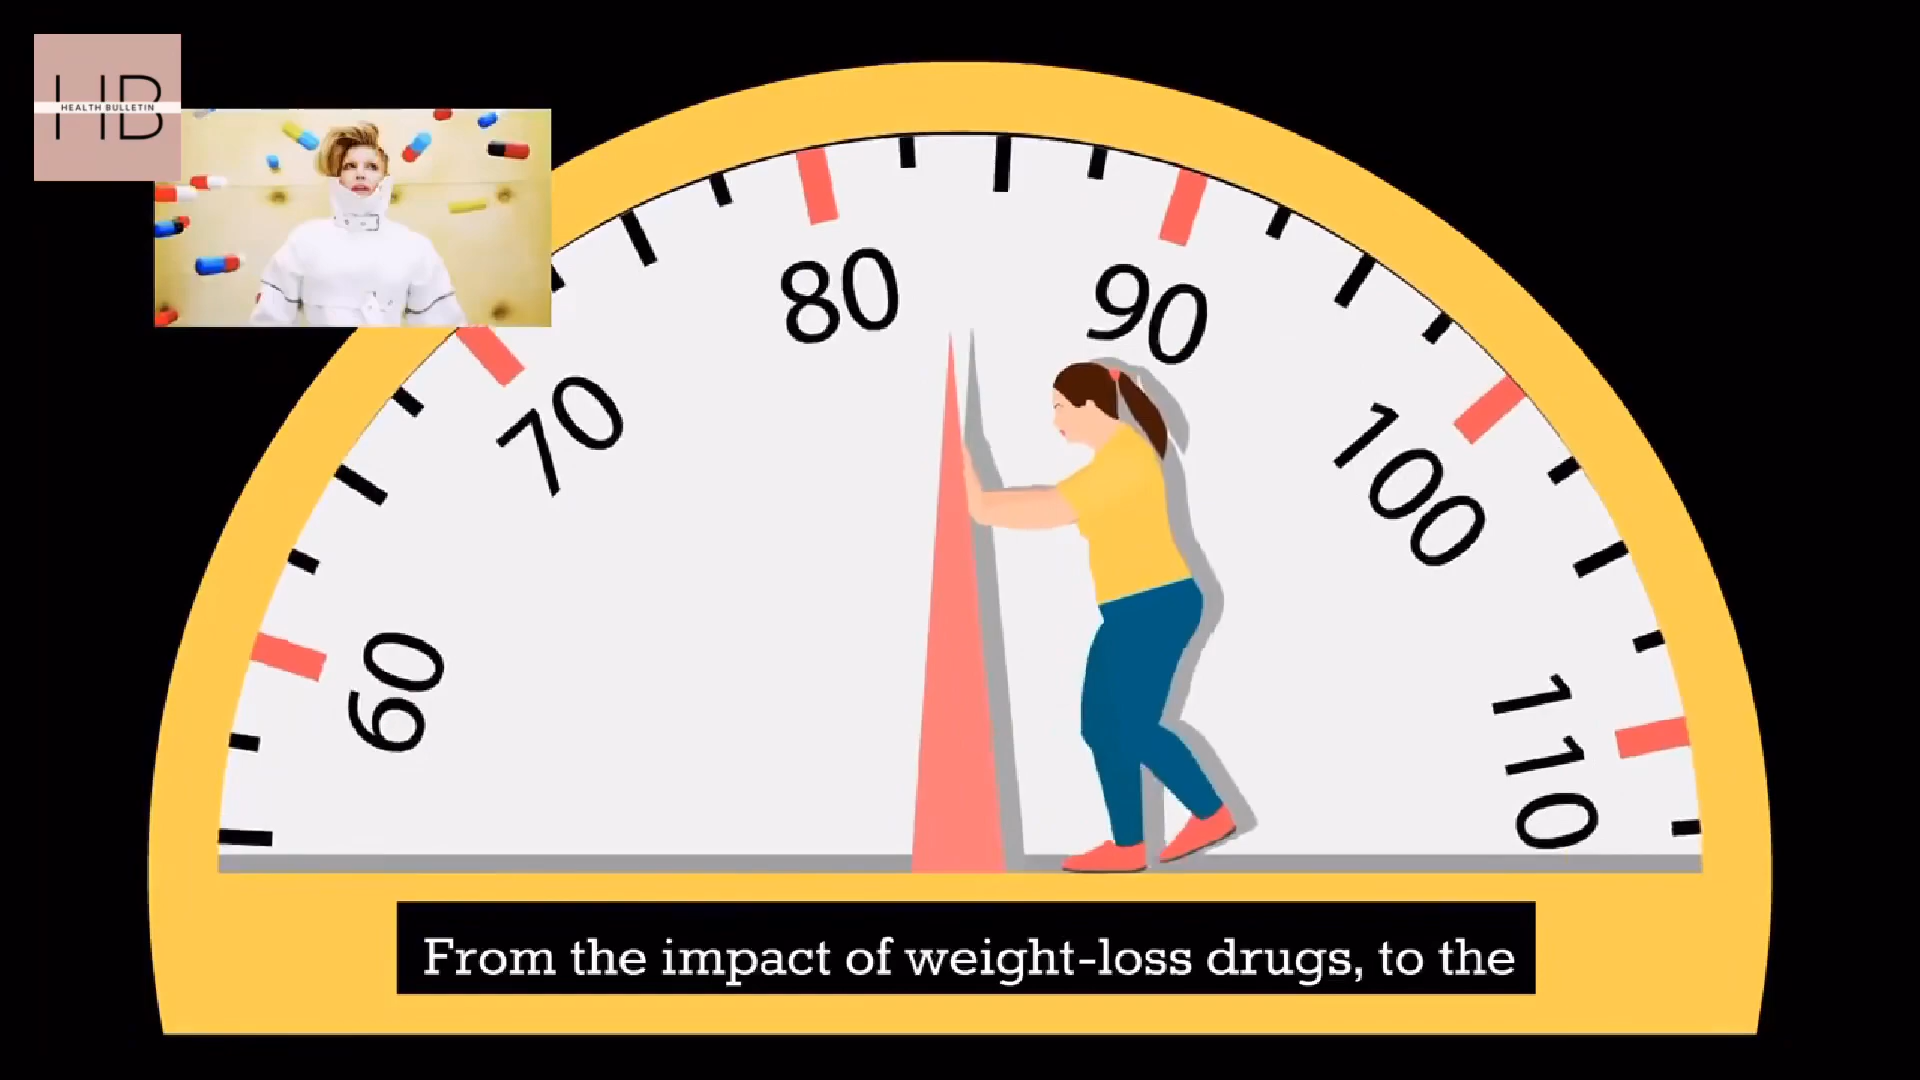 HB
HEALTH BULLETIN
80
90
70
100
60
110
From the impact of weight-loss drugs, to the